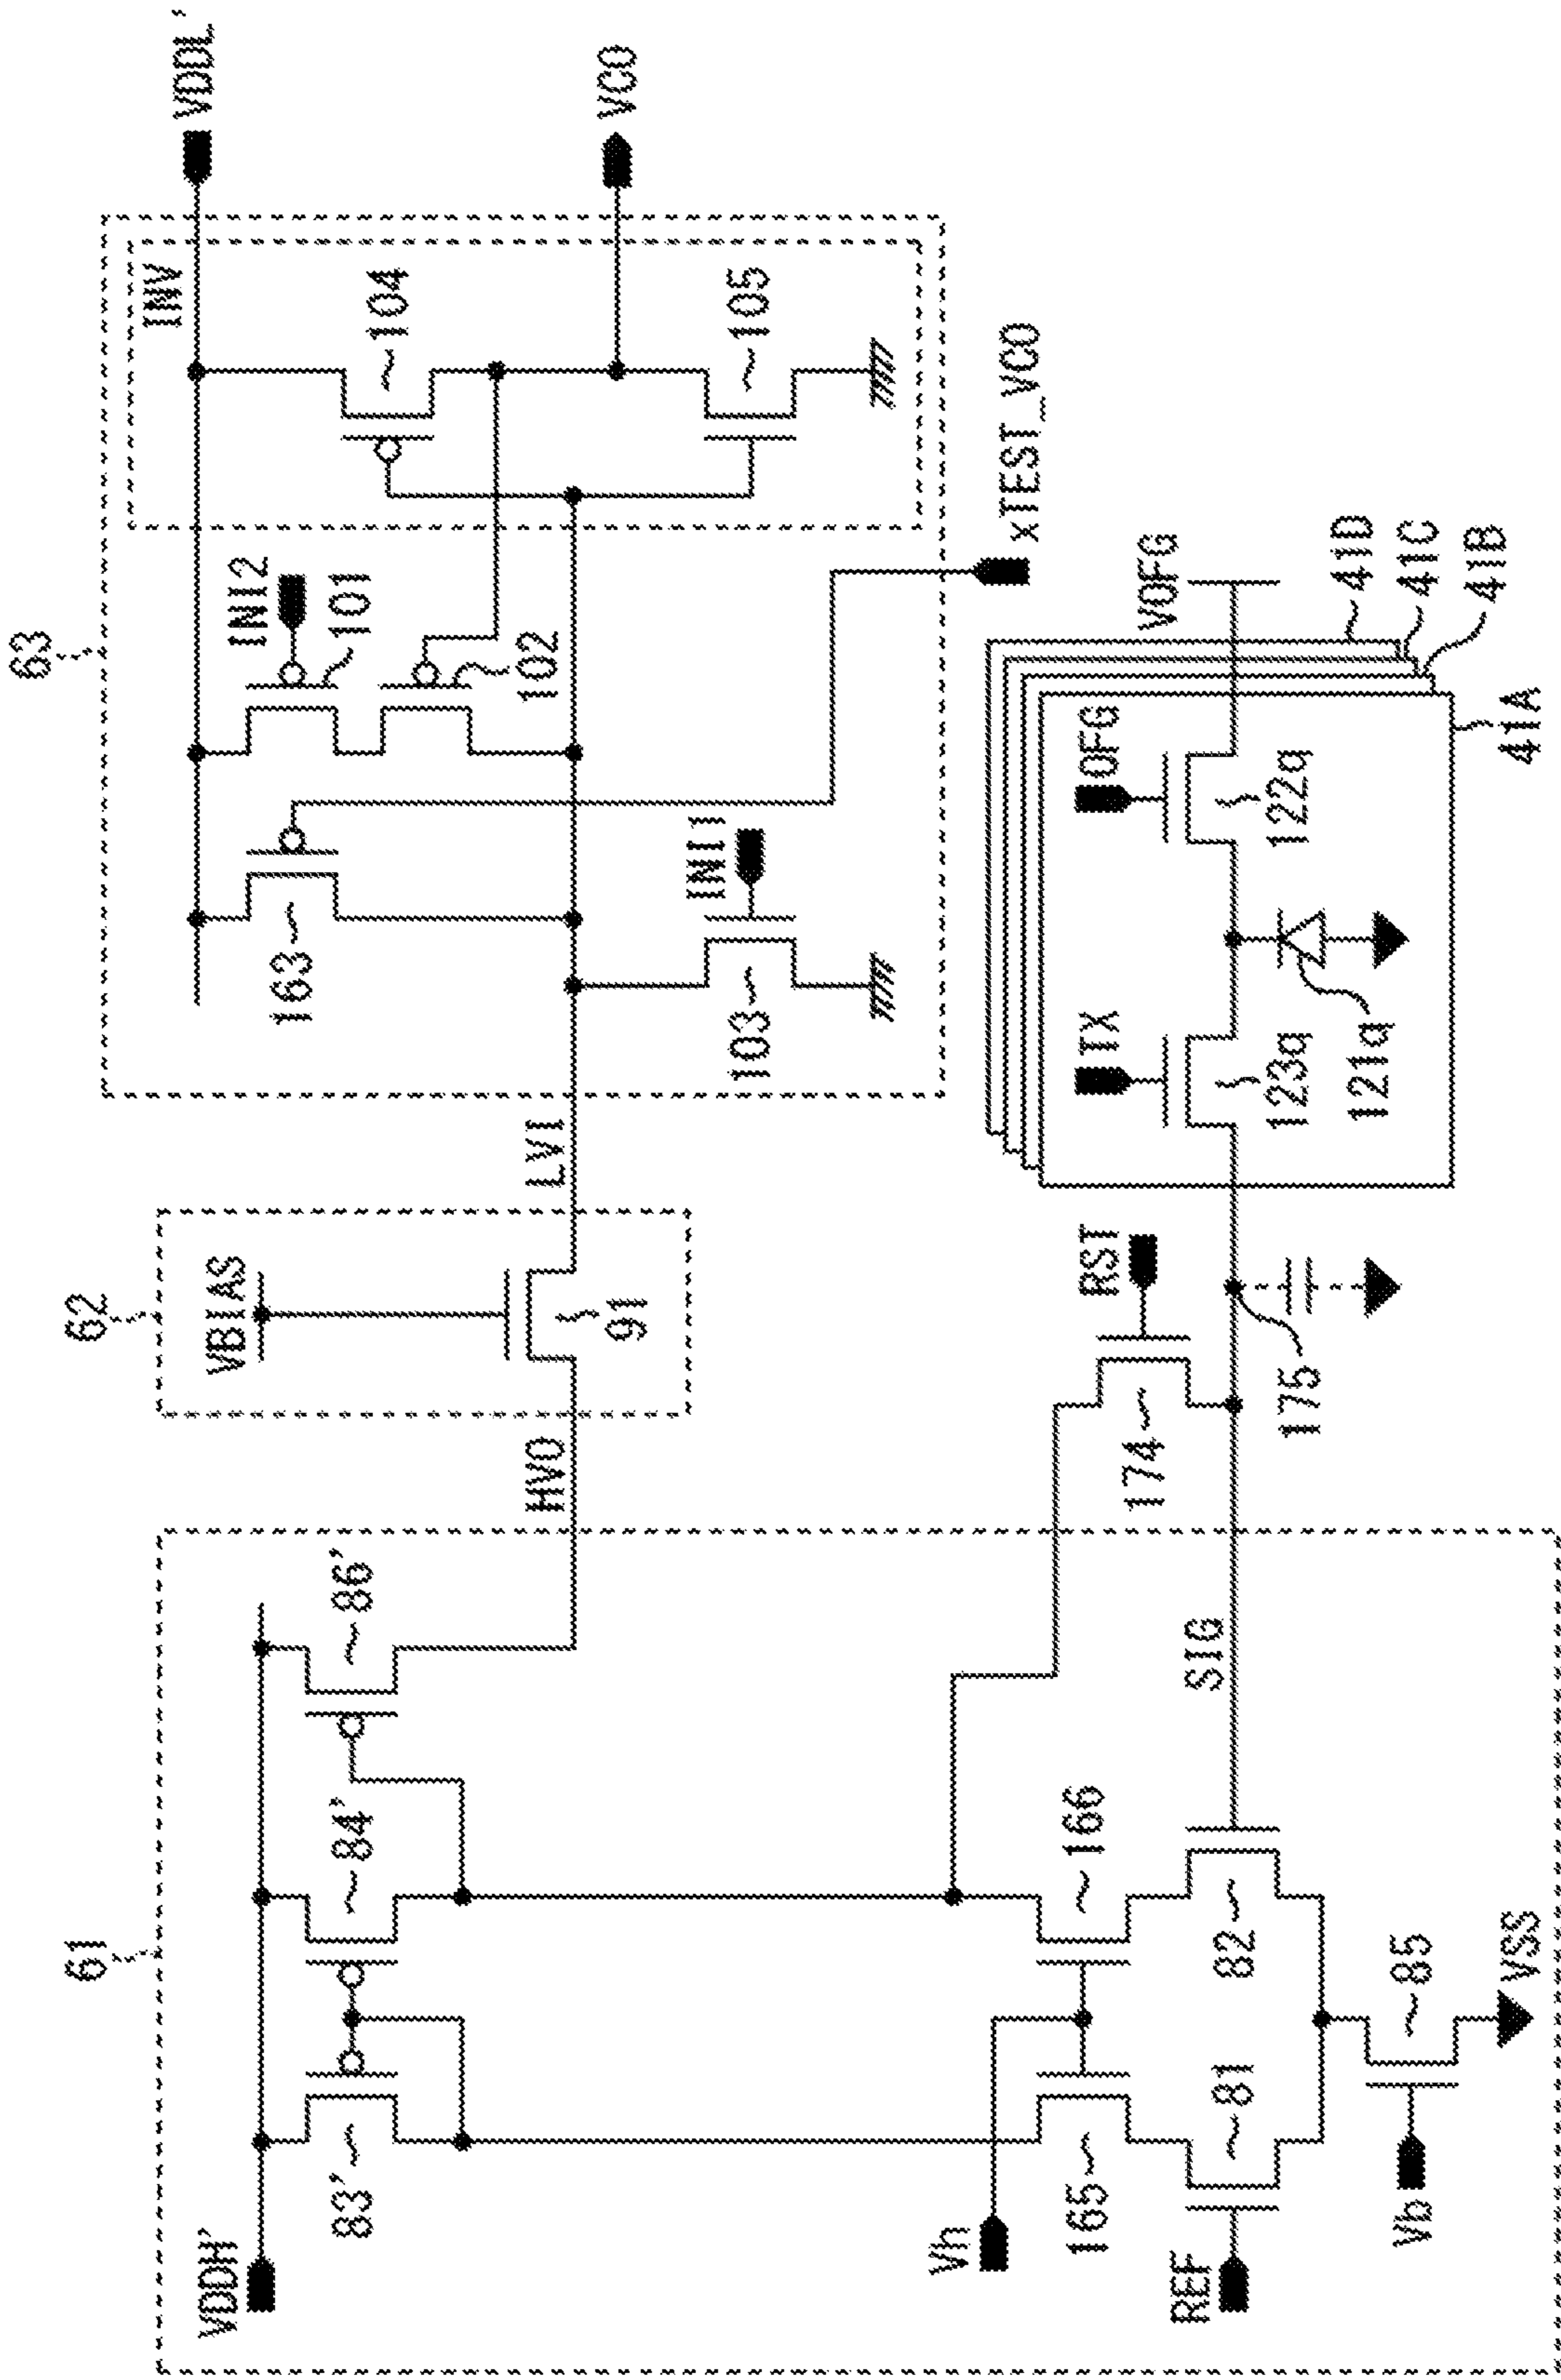 61
VDDH'
83'
84'
86'
HVO
Vh
165
166
REF
81
82
SIG
Vb
85
VSS
62
VBIAS
91
LVI
174
RST
175
63
VDDL'
INV
INI2
101
102
163
104
105
VCO
INI1
103
xTEST_VCO
TX
OFG
VOFG
123q
122q
121q
41D
41C
41B
41A